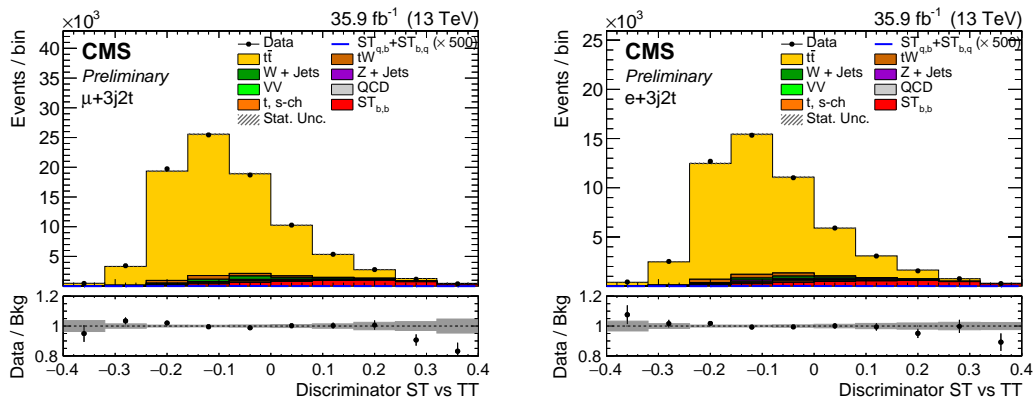 ×10³ 35.9 fb⁻¹ (13 TeV)
Events / bin
CMS
Preliminary
μ+3j2t
Data
tt̄
W + Jets
VV
t, s-ch
Stat. Unc.
ST_q,b+ST_b,q (× 500)
tW
Z + Jets
QCD
ST_b,b
40
35
30
25
20
15
10
5
Data / Bkg
1.2
1
0.8
−0.4 −0.3 −0.2 −0.1 0 0.1 0.2 0.3 0.4
Discriminator ST vs TT
×10³ 35.9 fb⁻¹ (13 TeV)
Events / bin
CMS
Preliminary
e+3j2t
Data
tt̄
W + Jets
VV
t, s-ch
Stat. Unc.
ST_q,b+ST_b,q (× 500)
tW
Z + Jets
QCD
ST_b,b
25
20
15
10
5
Data / Bkg
1.2
1
0.8
−0.4 −0.3 −0.2 −0.1 0 0.1 0.2 0.3 0.4
Discriminator ST vs TT